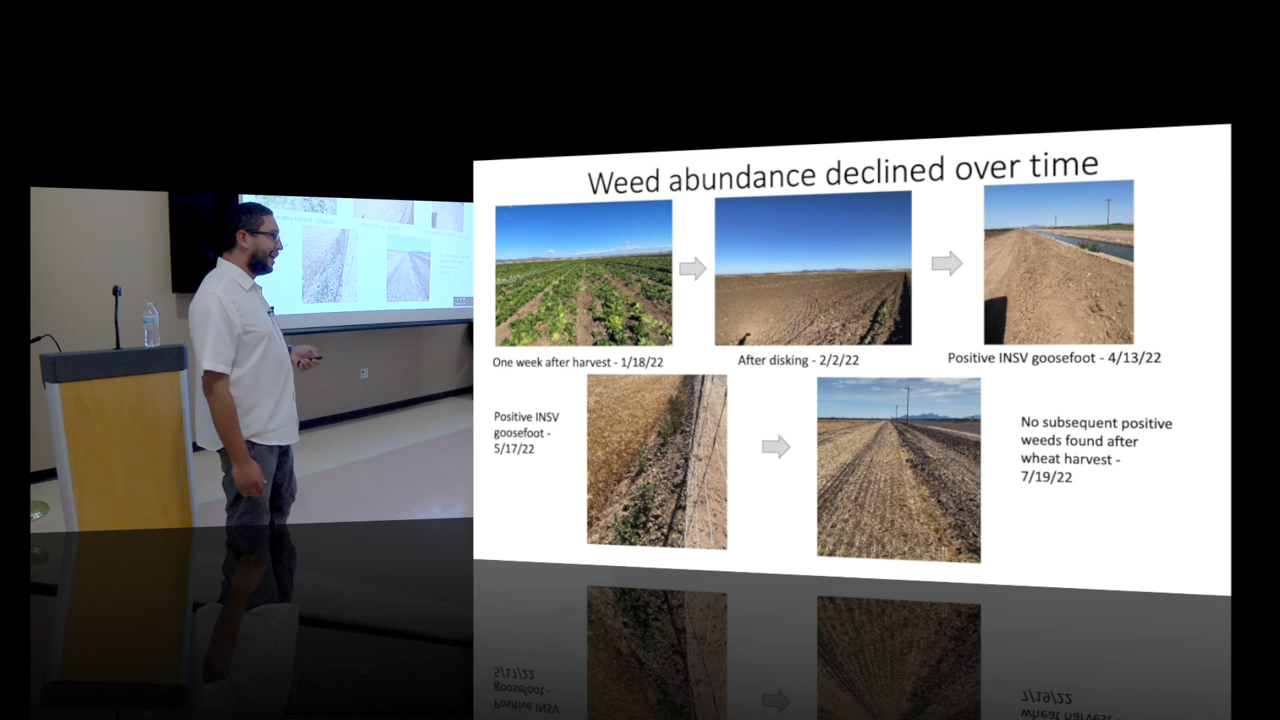 Weed abundance declined over time
One week after harvest - 1/18/22
After disking - 2/2/22
Positive INSV goosefoot - 4/13/22
Positive INSV
goosefoot -
5/17/22
No subsequent positive
weeds found after
wheat harvest -
7/19/22